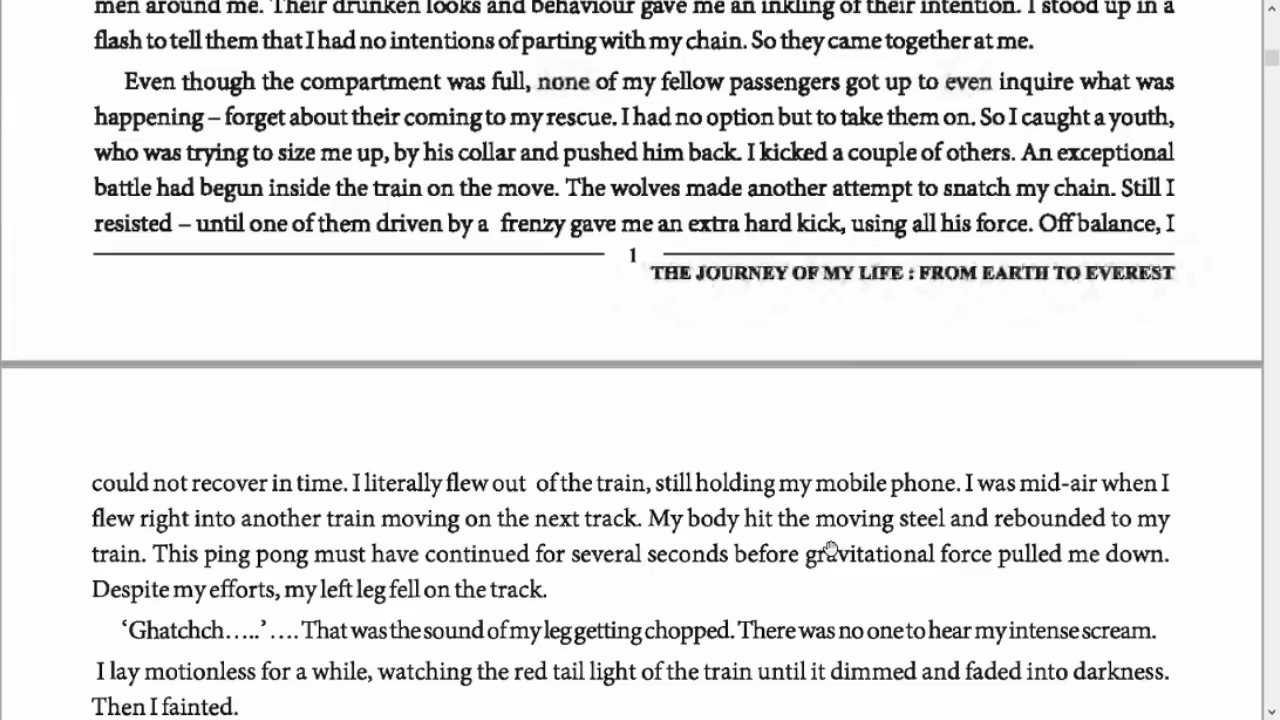 men around me. Their drunken looks and behaviour gave me an inkling of their intention. I stood up in a
flash to tell them that I had no intentions of parting with my chain. So they came together at me.
Even though the compartment was full, none of my fellow passengers got up to even inquire what was
happening – forget about their coming to my rescue. I had no option but to take them on. So I caught a youth,
who was trying to size me up, by his collar and pushed him back. I kicked a couple of others. An exceptional
battle had begun inside the train on the move. The wolves made another attempt to snatch my chain. Still I
resisted – until one of them driven by a frenzy gave me an extra hard kick, using all his force. Off balance, I
1
THE JOURNEY OF MY LIFE : FROM EARTH TO EVEREST
could not recover in time. I literally flew out of the train, still holding my mobile phone. I was mid-air when I
flew right into another train moving on the next track. My body hit the moving steel and rebounded to my
train. This ping pong must have continued for several seconds before gravitational force pulled me down.
Despite my efforts, my left leg fell on the track.
‘Ghatchch…..’…. That was the sound of my leg getting chopped. There was no one to hear my intense scream.
I lay motionless for a while, watching the red tail light of the train until it dimmed and faded into darkness.
Then I fainted.